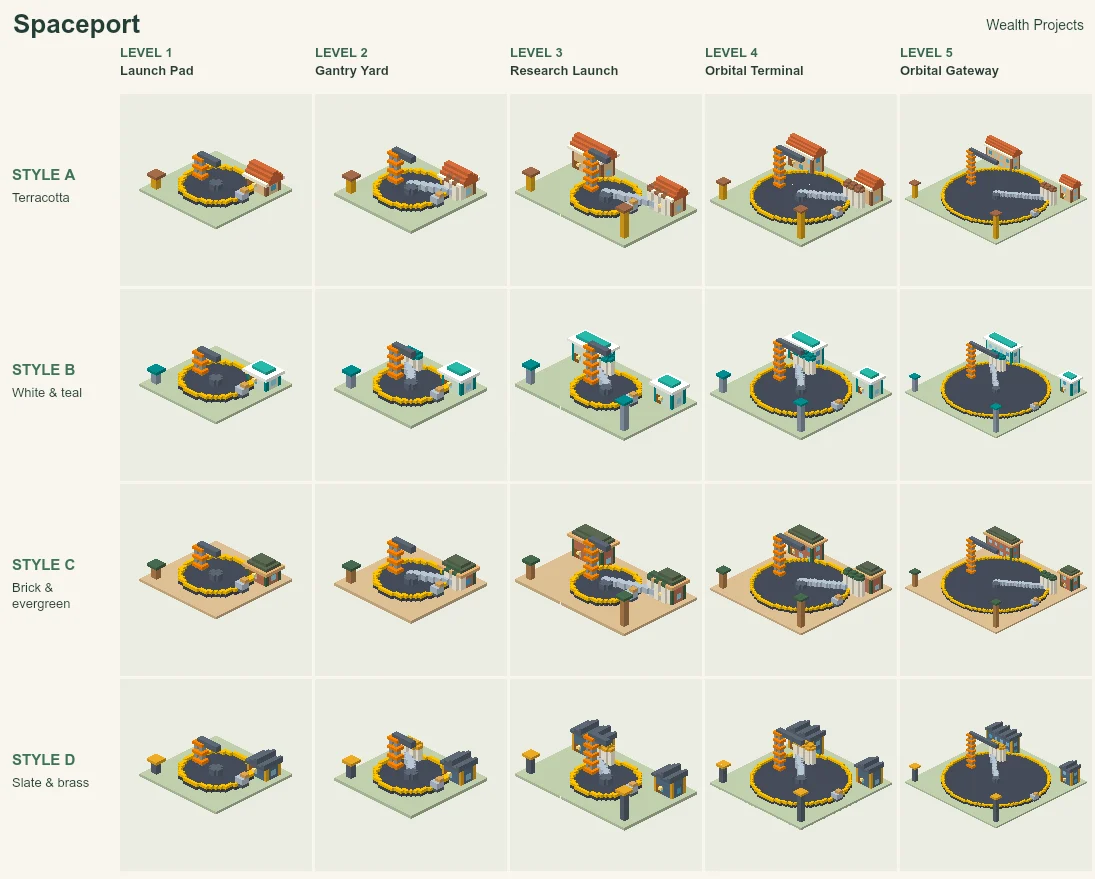 Spaceport
Wealth Projects
LEVEL 1
Launch Pad
LEVEL 2
Gantry Yard
LEVEL 3
Research Launch
LEVEL 4
Orbital Terminal
LEVEL 5
Orbital Gateway
STYLE A
Terracotta
STYLE B
White & teal
STYLE C
Brick &
evergreen
STYLE D
Slate & brass